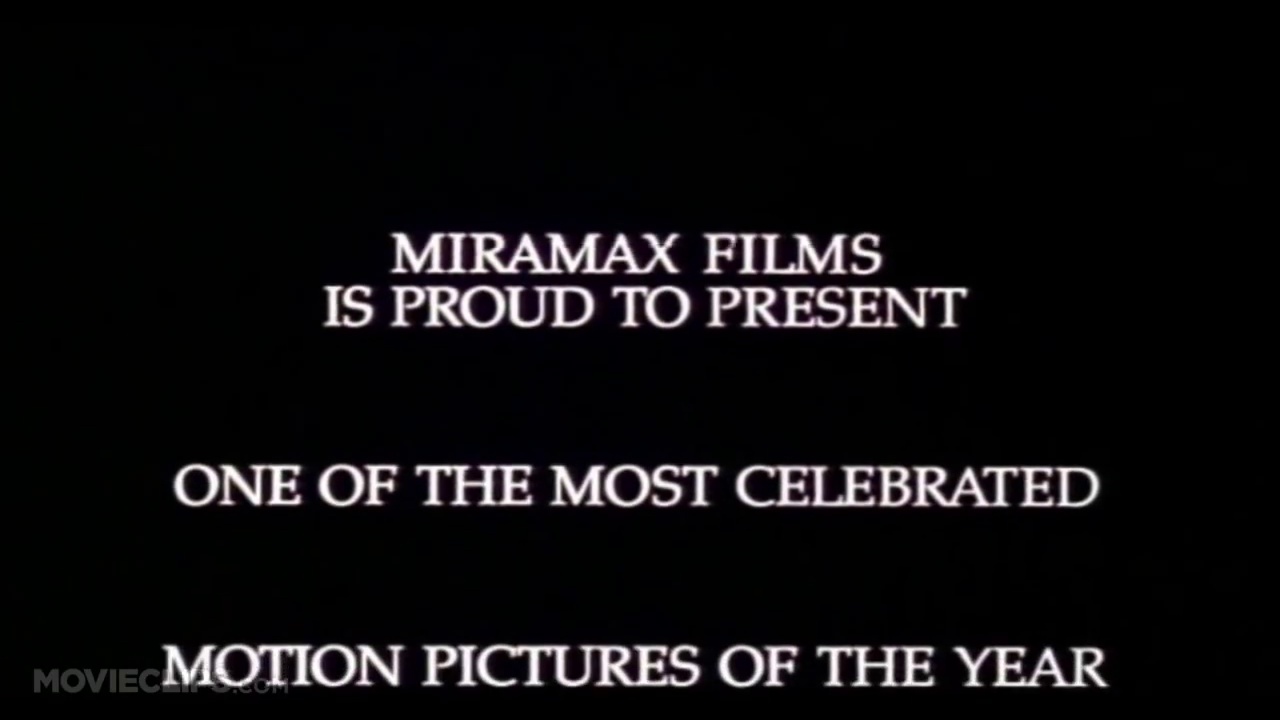 MIRAMAX FILMS
IS PROUD TO PRESENT
ONE OF THE MOST CELEBRATED
MOTION PICTURES OF THE YEAR
MOVIECLIPS.COM